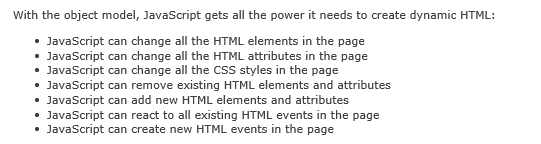 With the object model, JavaScript gets all the power it needs to create dynamic HTML:
• JavaScript can change all the HTML elements in the page
• JavaScript can change all the HTML attributes in the page
• JavaScript can change all the CSS styles in the page
• JavaScript can remove existing HTML elements and attributes
• JavaScript can add new HTML elements and attributes
• JavaScript can react to all existing HTML events in the page
• JavaScript can create new HTML events in the page